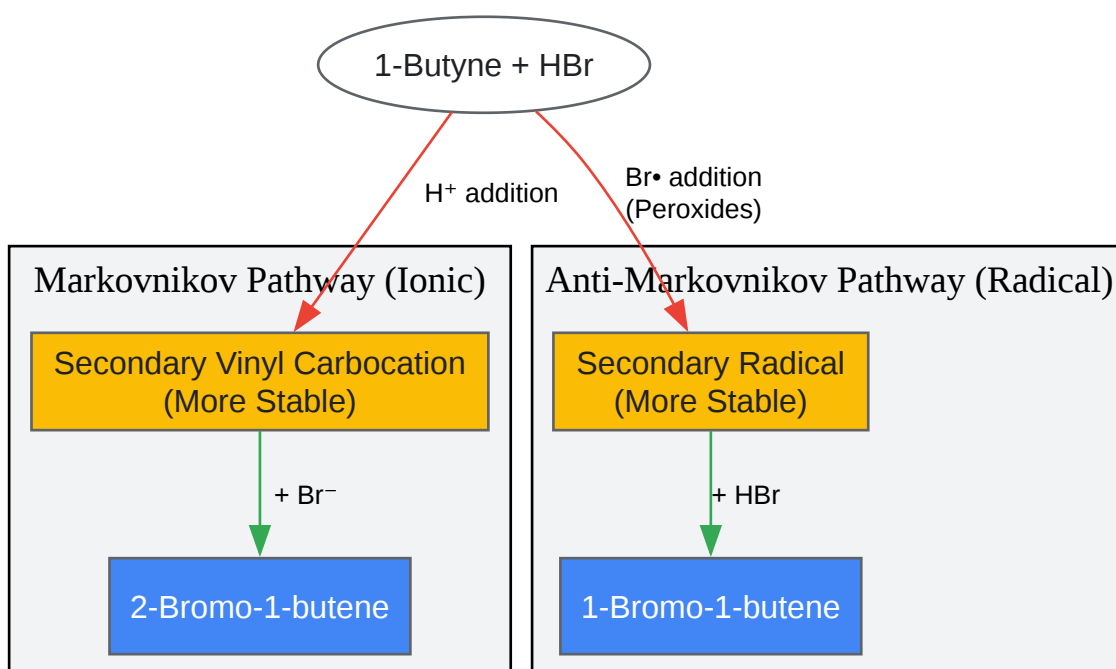 1-Butyne + HBr
H⁺ addition
Br• addition
(Peroxides)
Markovnikov Pathway (Ionic)
Secondary Vinyl Carbocation
(More Stable)
+ Br⁻
2-Bromo-1-butene
Anti-Markovnikov Pathway (Radical)
Secondary Radical
(More Stable)
+ HBr
1-Bromo-1-butene